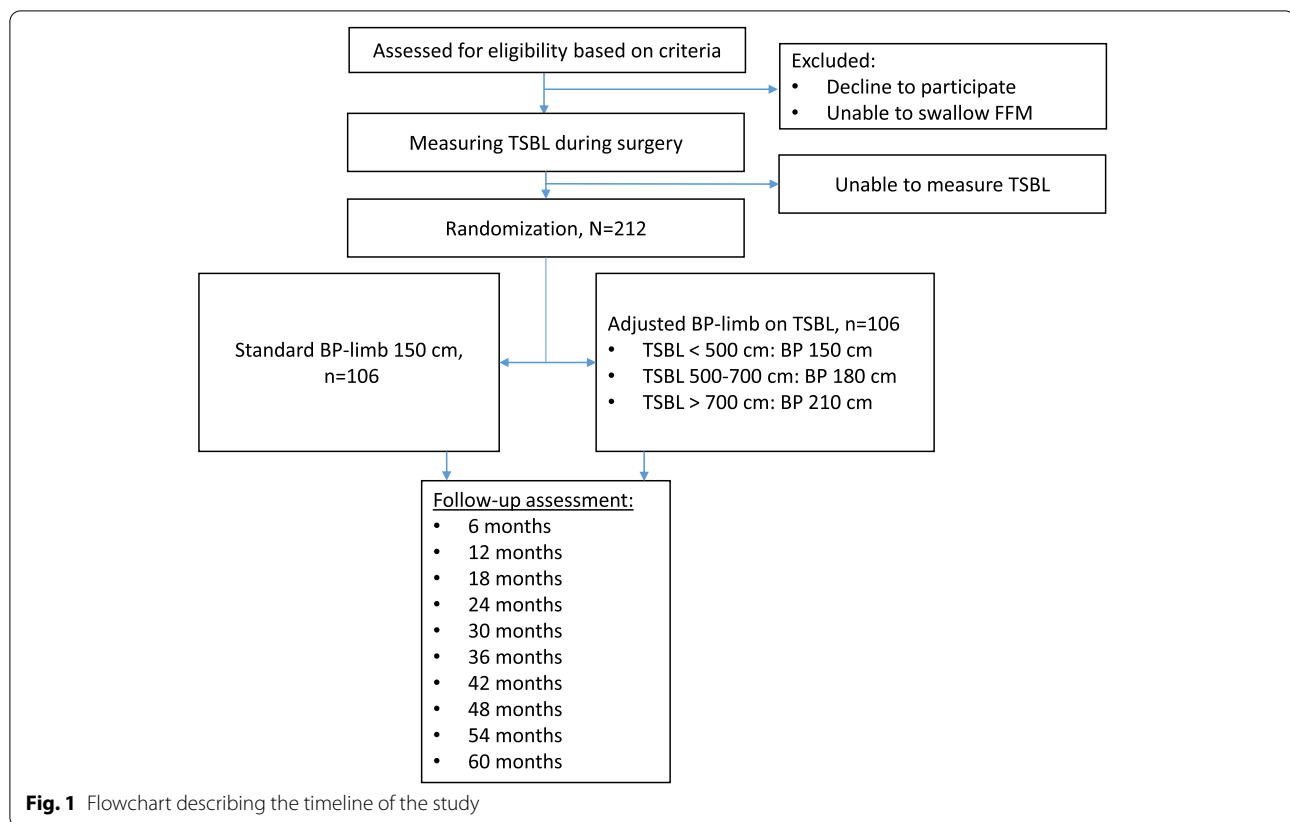 Assessed for eligibility based on criteria
Excluded:
• Decline to participate
• Unable to swallow FFM
Measuring TSBL during surgery
Unable to measure TSBL
Randomization, N=212
Standard BP-limb 150 cm,
n=106
Adjusted BP-limb on TSBL, n=106
• TSBL < 500 cm: BP 150 cm
• TSBL 500-700 cm: BP 180 cm
• TSBL > 700 cm: BP 210 cm
Follow-up assessment:
• 6 months
• 12 months
• 18 months
• 24 months
• 30 months
• 36 months
• 42 months
• 48 months
• 54 months
• 60 months
Fig. 1 Flowchart describing the timeline of the study